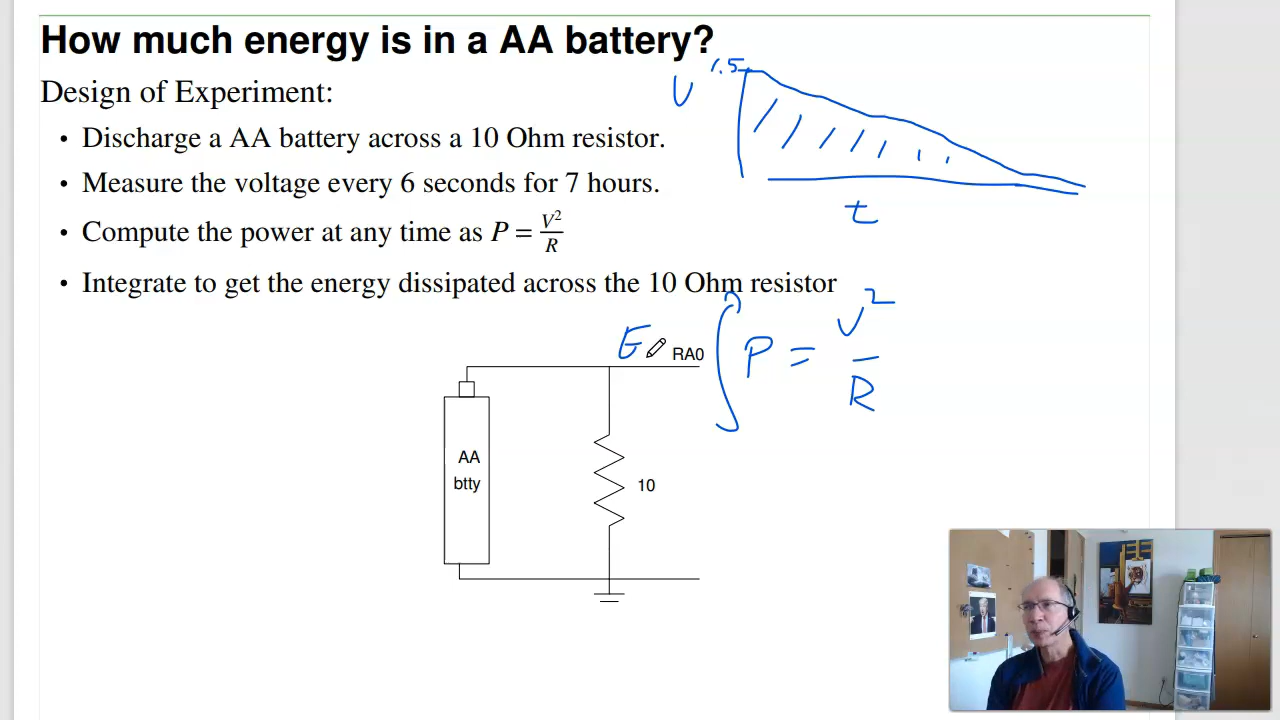 How much energy is in a AA battery?
1.5
V
Design of Experiment:
• Discharge a AA battery across a 10 Ohm resistor.
• Measure the voltage every 6 seconds for 7 hours.
t
• Compute the power at any time as P = V²/R
• Integrate to get the energy dissipated across the 10 Ohm resistor
E ∫ P = V²/R
RA0
AA
btty
10